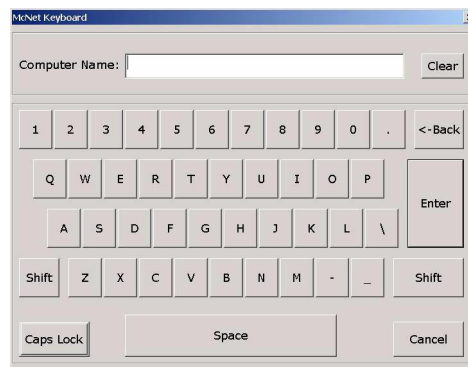 McNet Keyboard
Computer Name: Clear
1 2 3 4 5 6 7 8 9 0 . <-Back
Q W E R T Y U I O P Enter
A S D F G H J K L \
Shift Z X C V B N M - _ Shift
Caps Lock Space Cancel